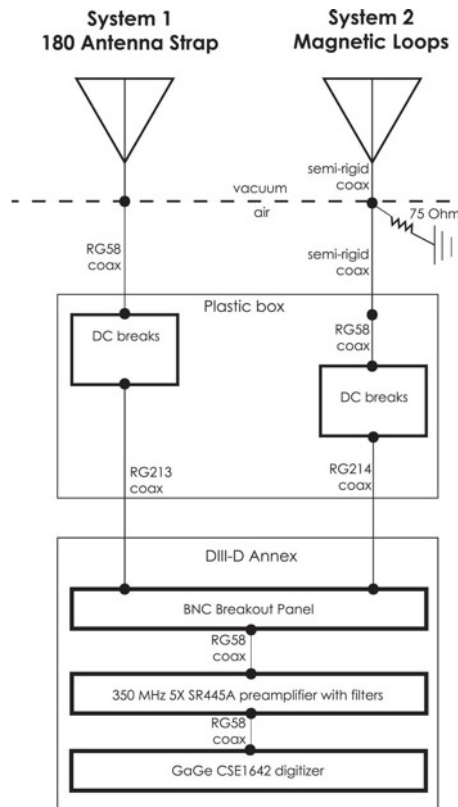 System 1
180 Antenna Strap
System 2
Magnetic Loops
semi-rigid
coax
vacuum
air
75 Ohm
RG58
coax
semi-rigid
coax
Plastic box
DC breaks
RG58
coax
DC breaks
RG213
coax
RG214
coax
DIII-D Annex
BNC Breakout Panel
RG58
coax
350 MHz 5X SR445A preamplifier with filters
RG58
coax
GaGe CSE1642 digitizer